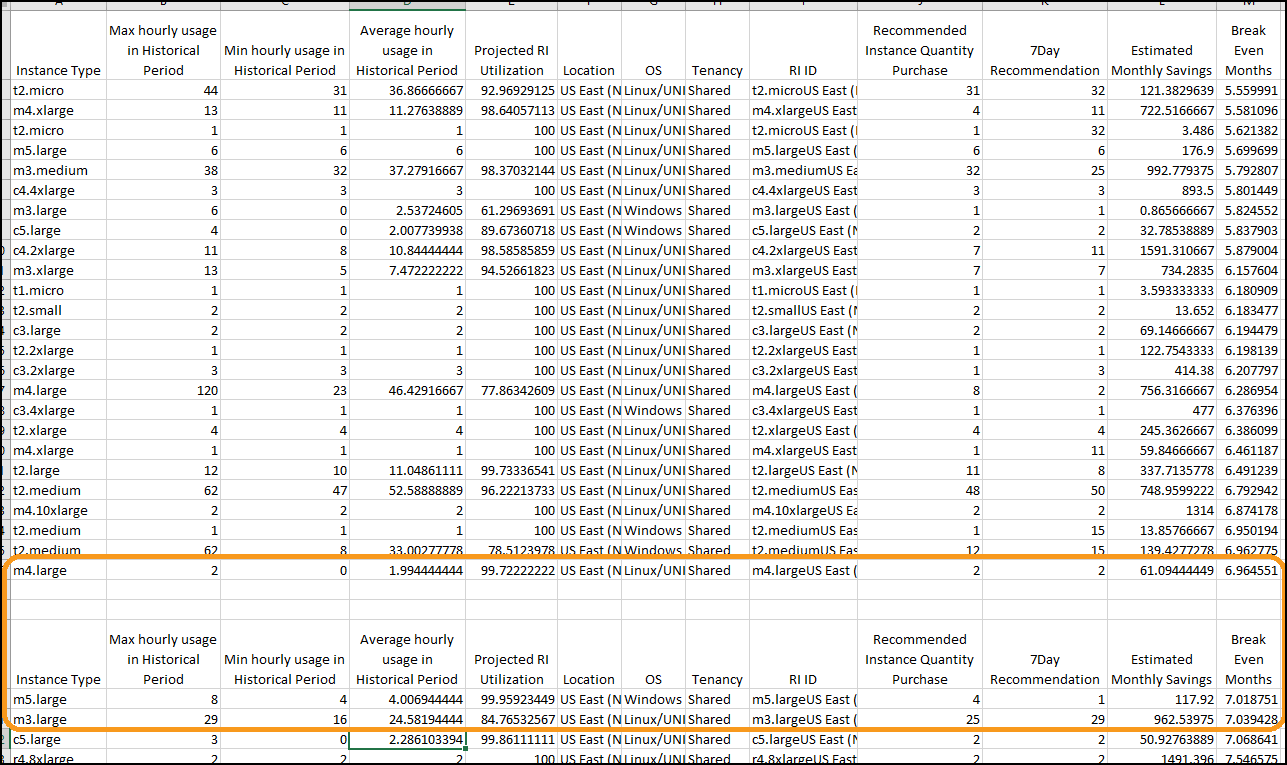 Instance Type Max hourly usage in Historical Period Min hourly usage in Historical Period Average hourly usage in Historical Period Projected RI Utilization Location OS Tenancy RI ID Recommended Instance Quantity Purchase 7Day Recommendation Estimated Monthly Savings Break Even Months
t2.micro 44 31 36.86666667 92.96929125 US East (N Linux/UNI Shared t2.microUS East ( 31 32 121.3829639 5.559991
m4.xlarge 13 11 11.27638889 98.64057113 US East (N Linux/UNI Shared m4.xlargeUS East 4 11 722.5166667 5.581096
t2.micro 1 1 1 100 US East (N Linux/UNI Shared t2.microUS East ( 1 32 3.486 5.621382
m5.large 6 6 6 100 US East (N Linux/UNI Shared m5.largeUS East ( 6 6 176.9 5.699699
m3.medium 38 32 37.27916667 98.37032144 US East (N Linux/UNI Shared m3.mediumUS Ea 32 25 992.779375 5.792807
c4.4xlarge 3 3 3 100 US East (N Linux/UNI Shared c4.4xlargeUS East 3 3 893.5 5.801449
m3.large 6 0 2.53724605 61.29693691 US East (N Windows Shared m3.largeUS East ( 1 1 0.865666667 5.824552
c5.large 4 0 2.007739938 89.67360718 US East (N Windows Shared c5.largeUS East (N 2 2 32.78538889 5.837903
c4.2xlarge 11 8 10.84444444 98.58585859 US East (N Linux/UNI Shared c4.2xlargeUS East 7 11 1591.310667 5.879004
m3.xlarge 13 5 7.472222222 94.52661823 US East (N Linux/UNI Shared m3.xlargeUS East 7 7 734.2835 6.157604
t1.micro 1 1 1 100 US East (N Linux/UNI Shared t1.microUS East ( 1 1 3.593333333 6.180909
t2.small 2 2 2 100 US East (N Linux/UNI Shared t2.smallUS East (N 2 2 13.652 6.183477
c3.large 2 2 2 100 US East (N Linux/UNI Shared c3.largeUS East (N 2 2 69.14666667 6.194479
t2.2xlarge 1 1 1 100 US East (N Linux/UNI Shared t2.2xlargeUS East 1 1 122.7543333 6.198139
c3.2xlarge 3 3 3 100 US East (N Linux/UNI Shared c3.2xlargeUS East 1 3 414.38 6.207797
m4.large 120 23 46.42916667 77.86342609 US East (N Linux/UNI Shared m4.largeUS East ( 8 2 756.3166667 6.286954
c3.4xlarge 1 1 1 100 US East (N Windows Shared c3.4xlargeUS East 1 1 477 6.376396
t2.xlarge 4 4 4 100 US East (N Linux/UNI Shared t2.xlargeUS East ( 4 4 245.3626667 6.386099
m4.xlarge 1 1 1 100 US East (N Linux/UNI Shared m4.xlargeUS East 1 11 59.84666667 6.461187
t2.large 12 10 11.04861111 99.73336541 US East (N Linux/UNI Shared t2.largeUS East (N 11 8 337.7135778 6.491239
t2.medium 62 47 52.58888889 96.22213733 US East (N Linux/UNI Shared t2.mediumUS Eas 48 50 748.9599222 6.792942
m4.10xlarge 2 2 2 100 US East (N Linux/UNI Shared m4.10xlargeUS Ea 2 2 1314 6.874178
t2.medium 1 1 1 100 US East (N Windows Shared t2.mediumUS Eas 1 15 13.85766667 6.950194
t2.medium 62 8 33.00277778 78.5123978 US East (N Windows Shared t2.mediumUS Eas 12 15 139.4277278 6.962775
m4.large 2 0 1.994444444 99.72222222 US East (N Linux/UNI Shared m4.largeUS East ( 2 2 61.09444449 6.964551
Instance Type Max hourly usage in Historical Period Min hourly usage in Historical Period Average hourly usage in Historical Period Projected RI Utilization Location OS Tenancy RI ID Recommended Instance Quantity Purchase 7Day Recommendation Estimated Monthly Savings Break Even Months
m5.large 8 4 4.006944444 99.95923449 US East (N Windows Shared m5.largeUS East ( 4 1 117.92 7.018751
m3.large 29 16 24.58194444 84.76532567 US East (N Linux/UNI Shared m3.largeUS East ( 25 29 962.53975 7.039428
c5.large 3 0 2.286103394 99.86111111 US East (N Linux/UNI Shared c5.largeUS East (N 2 2 50.92763889 7.068641
r4.8xlarge 2 2 2 100 US East (N Linux/UNI Shared r4.8xlargeUS East 2 2 1491.396 7.546575